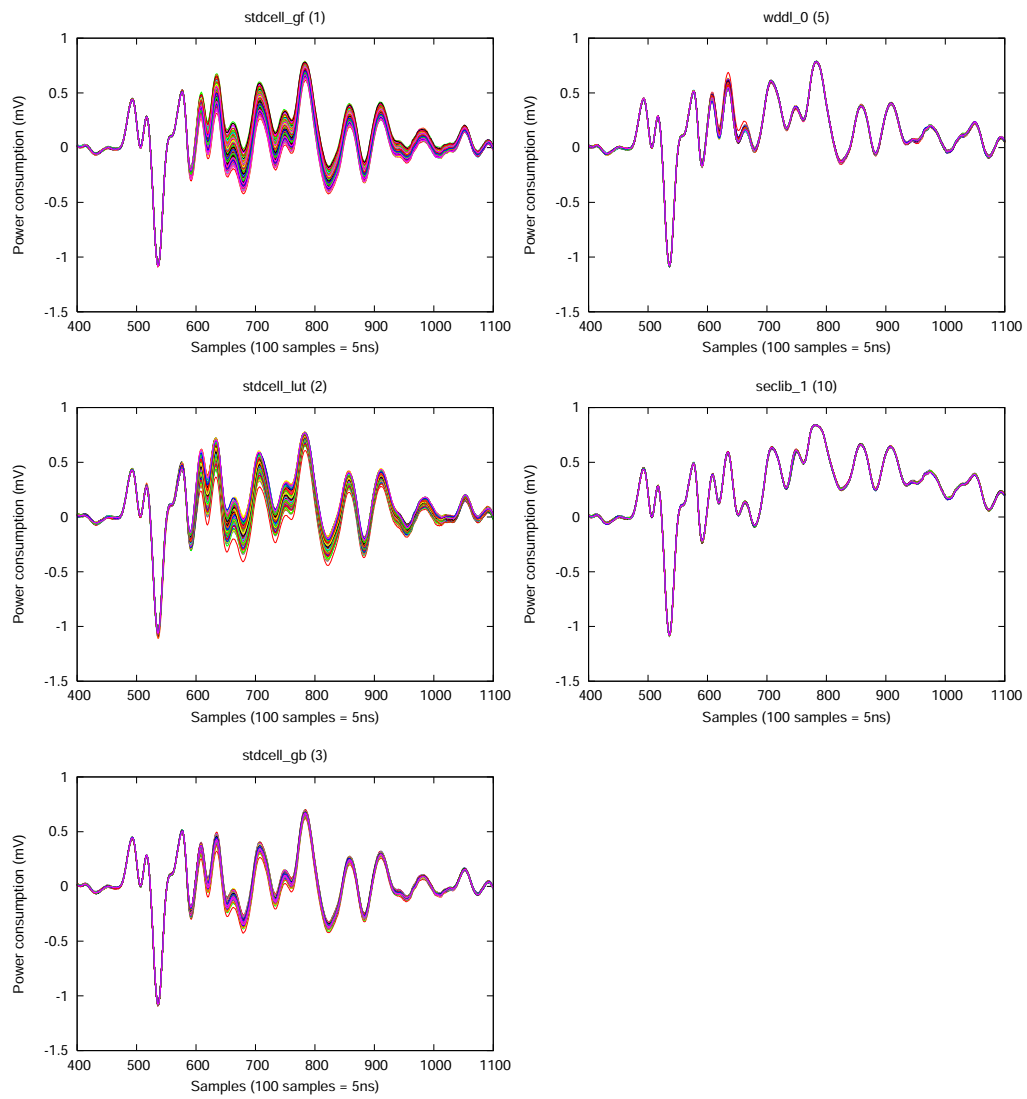 stdcell_gf (1)
1
0.5
0
-0.5
-1
-1.5
Power consumption (mV)
400 500 600 700 800 900 1000 1100
Samples (100 samples = 5ns)
wddl_0 (5)
1
0.5
0
-0.5
-1
-1.5
Power consumption (mV)
400 500 600 700 800 900 1000 1100
Samples (100 samples = 5ns)
stdcell_lut (2)
1
0.5
0
-0.5
-1
-1.5
Power consumption (mV)
400 500 600 700 800 900 1000 1100
Samples (100 samples = 5ns)
seclib_1 (10)
1
0.5
0
-0.5
-1
-1.5
Power consumption (mV)
400 500 600 700 800 900 1000 1100
Samples (100 samples = 5ns)
stdcell_gb (3)
1
0.5
0
-0.5
-1
-1.5
Power consumption (mV)
400 500 600 700 800 900 1000 1100
Samples (100 samples = 5ns)